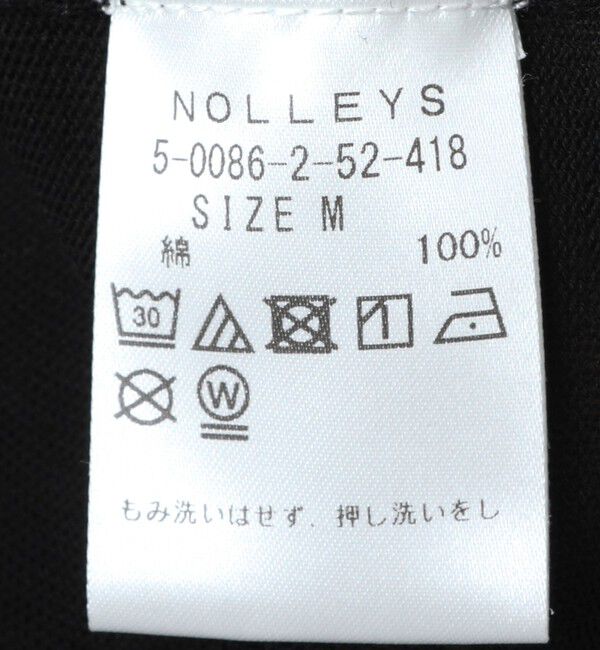 NOLLEYS
5-0086-2-52-418
SIZE M
綿 100%
30
W
もみ洗いはせず、押し洗いをし